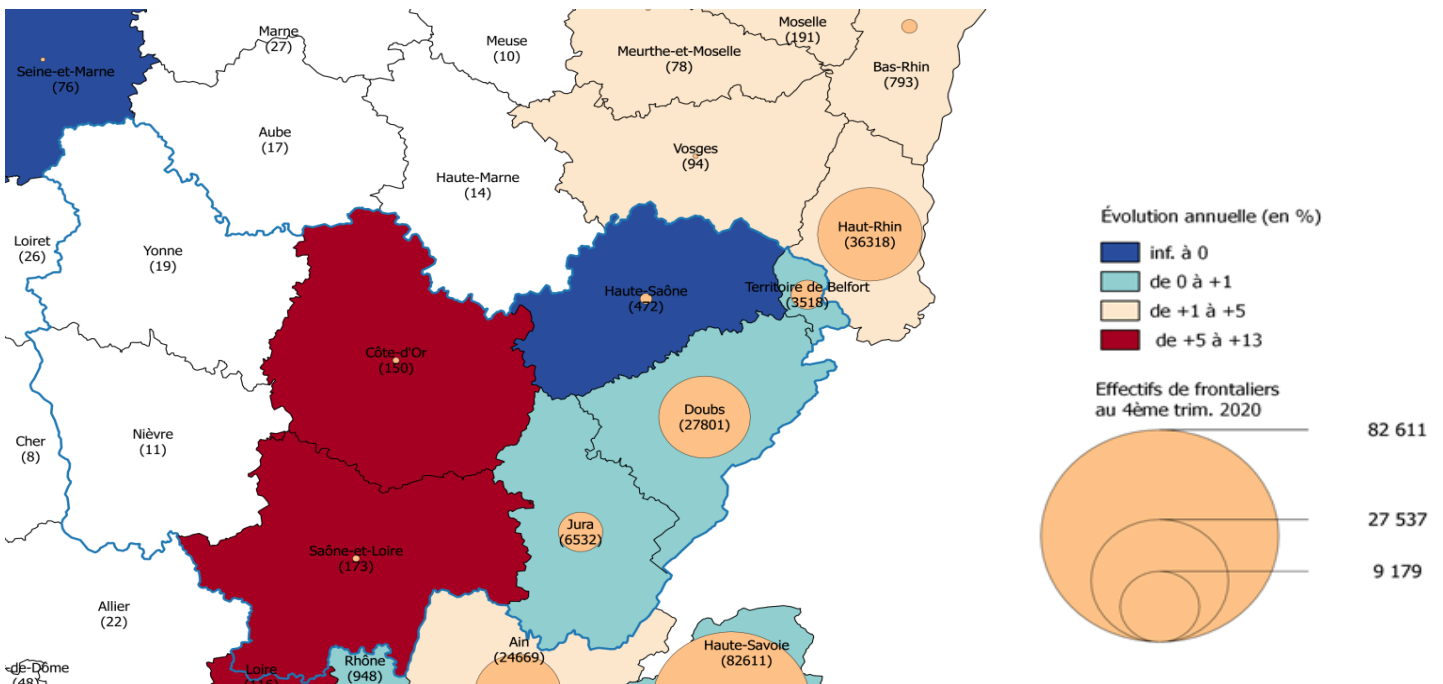 Marne
(27)
Meuse
(10)
Moselle
(191)
Meurthe-et-Moselle
(78)
Bas-Rhin
(793)
Seine-et-Marne
(76)
Aube
(17)
Vosges
(94)
Haute-Marne
(14)
Loiret
(26)
Yonne
(19)
Haut-Rhin
(36318)
Haute-Saône
(472)
Territoire de Belfort
(3518)
Côte-d'Or
(150)
Doubs
(27801)
Cher
(8)
Nièvre
(11)
Jura
(6532)
Saône-et-Loire
(173)
Allier
(22)
Ain
(24669)
Haute-Savoie
(82611)
Rhône
(948)
Loire
-de-Dôme
(48)
Évolution annuelle (en %)
inf. à 0
de 0 à +1
de +1 à +5
de +5 à +13
Effectifs de frontaliers
au 4ème trim. 2020
82 611
27 537
9 179